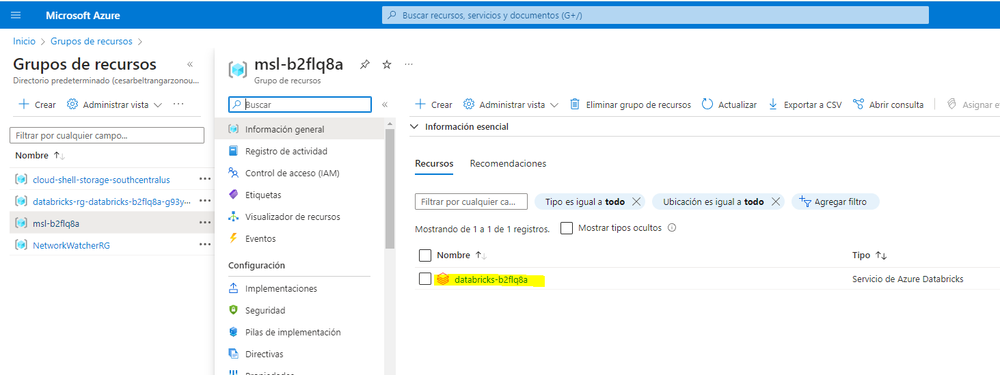 Microsoft Azure
Buscar recursos, servicios y documentos (G+/)
Inicio > Grupos de recursos >
Grupos de recursos «
Directorio predeterminado (cesarbeltrangarzonou...
+ Crear Administrar vista ...
Filtrar por cualquier campo...
Nombre ↑↓
cloud-shell-storage-southcentralus ...
databricks-rg-databricks-b2flq8a-g93y... ...
msl-b2flq8a ...
NetworkWatcherRG ...
msl-b2flq8a ...
Grupo de recursos
Buscar «
Información general
Registro de actividad
Control de acceso (IAM)
Etiquetas
Visualizador de recursos
Eventos
Configuración
Implementaciones
Seguridad
Pilas de implementación
Directivas
Propiedades
+ Crear Administrar vista Eliminar grupo de recursos Actualizar Exportar a CSV Abrir consulta Asignar e
Información esencial
Recursos Recomendaciones
Filtrar por cualquier ca... Tipo es igual a todo Ubicación es igual a todo Agregar filtro
Mostrando de 1 a 1 de 1 registros. Mostrar tipos ocultos
Nombre ↑↓ Tipo ↑↓
databricks-b2flq8a Servicio de Azure Databricks